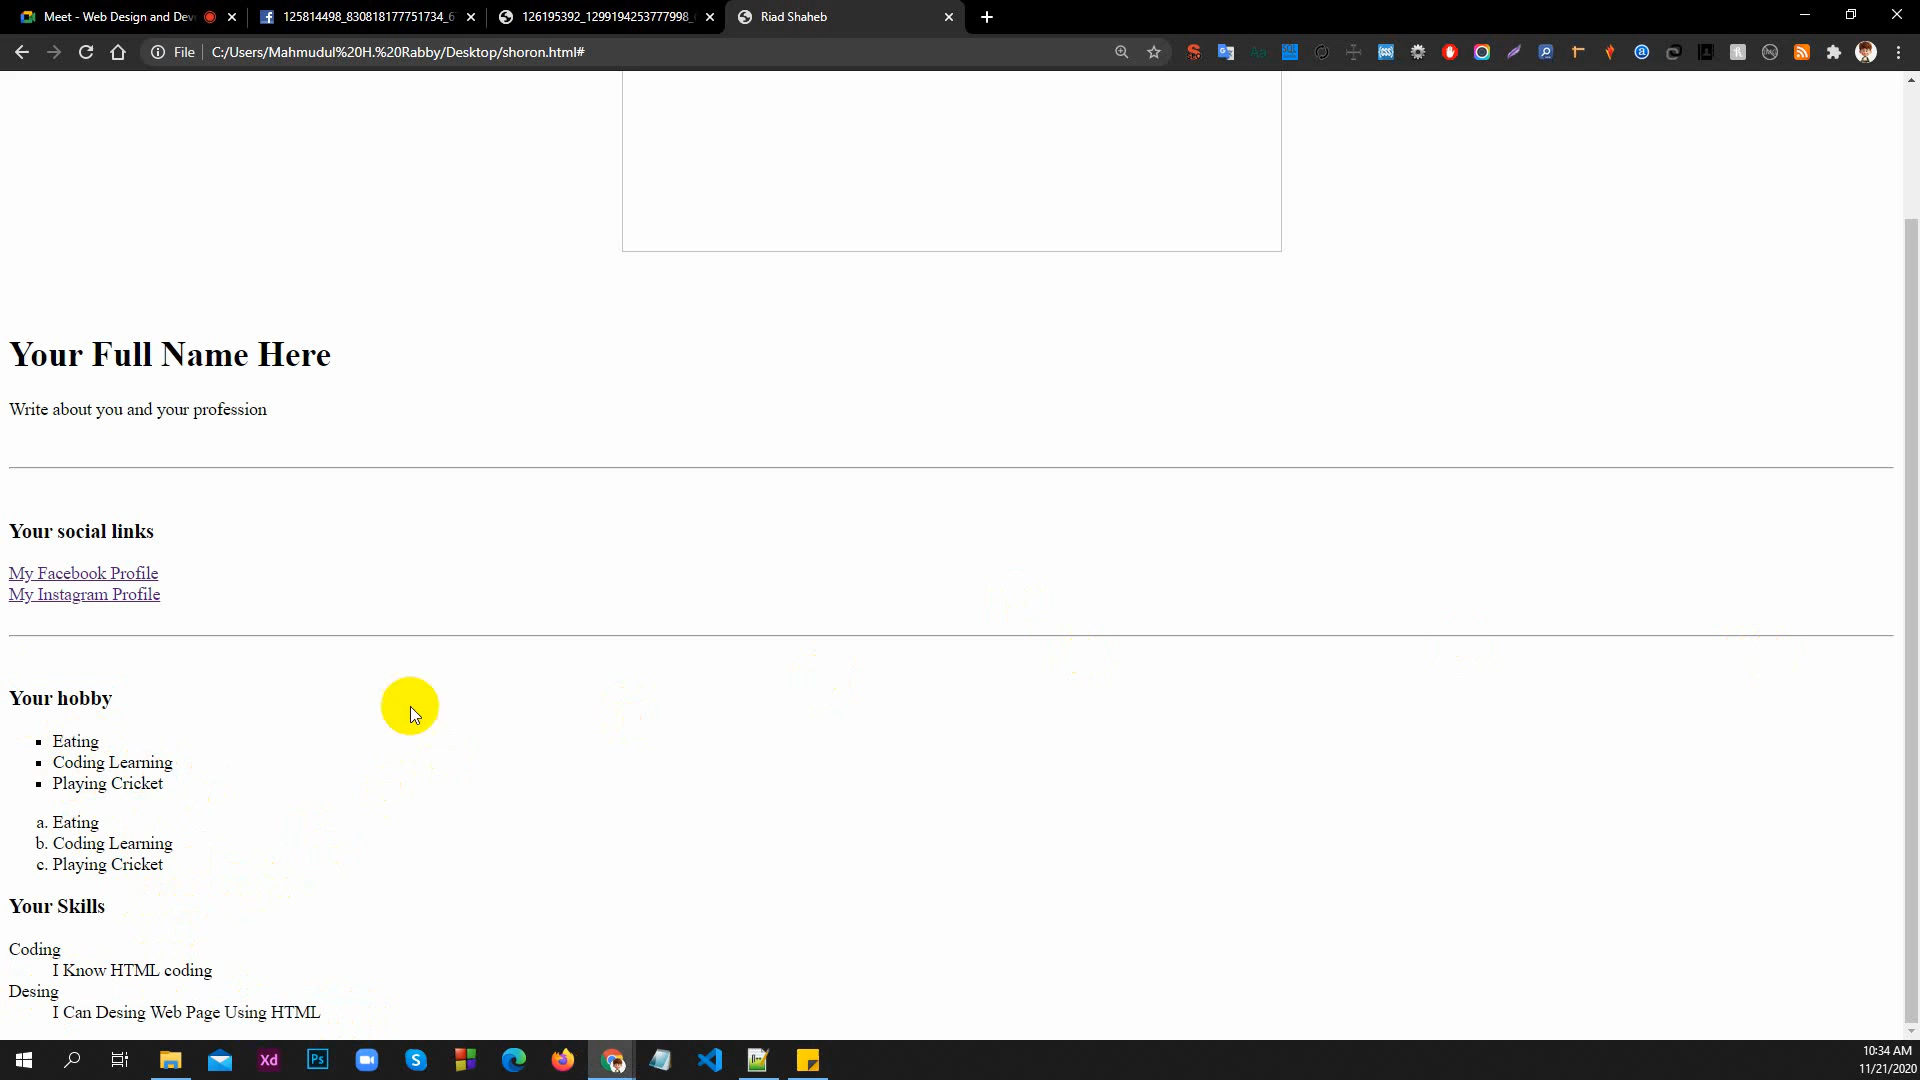 Meet - Web Design and Dev
125814498_830818177751734_6
126195392_1299194253777998_
Riad Shaheb
File
C:/Users/Mahmudul%20H.%20Rabby/Desktop/shoron.html#
Your Full Name Here
Write about you and your profession
Your social links
My Facebook Profile
My Instagram Profile
Your hobby
▪ Eating
▪ Coding Learning
▪ Playing Cricket
a. Eating
b. Coding Learning
c. Playing Cricket
Your Skills
Coding
I Know HTML coding
Desing
I Can Desing Web Page Using HTML
Xd
Ps
10:34 AM
11/21/2020